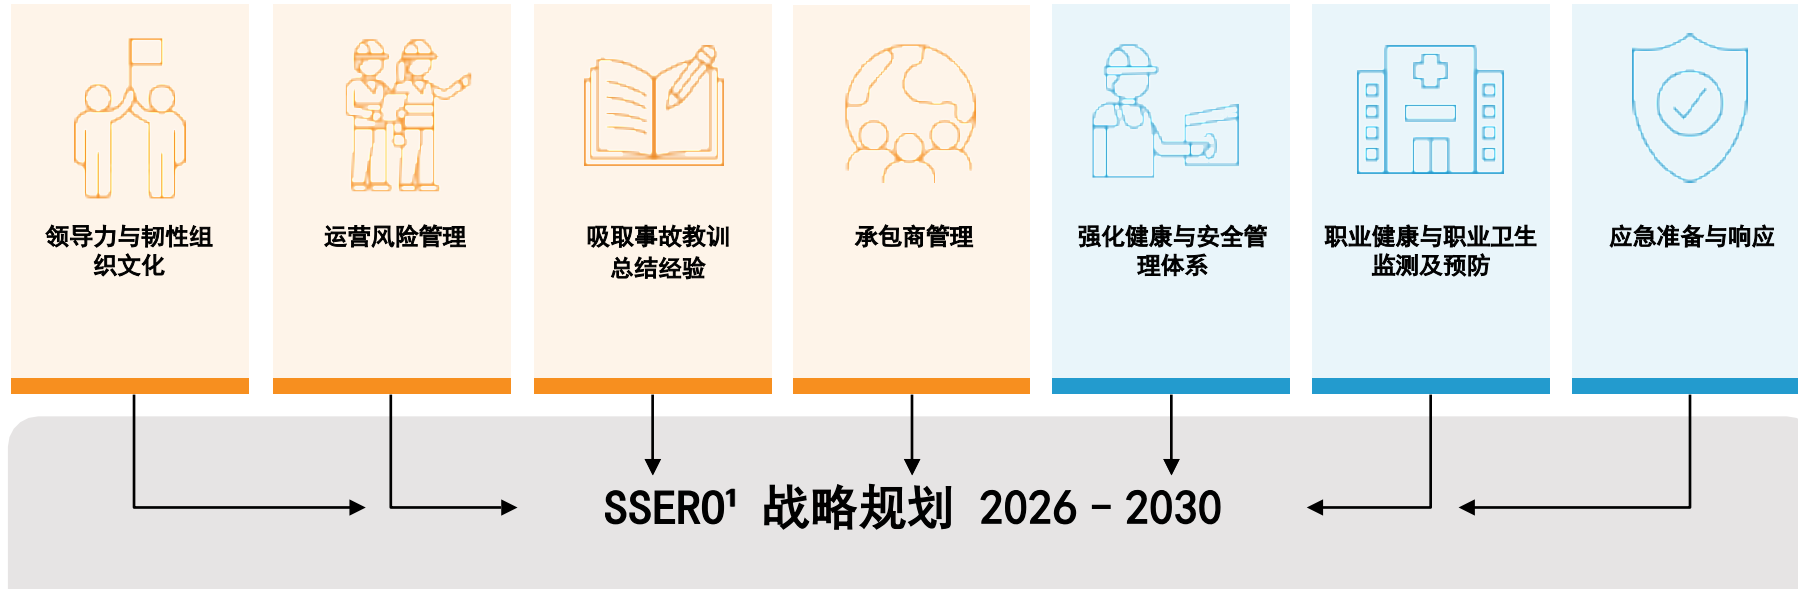 领导力与韧性组
织文化
运营风险管理
吸取事故教训
总结经验
承包商管理
强化健康与安全管
理体系
职业健康与职业卫生
监测及预防
应急准备与响应
SSERO¹ 战略规划 2026 – 2030